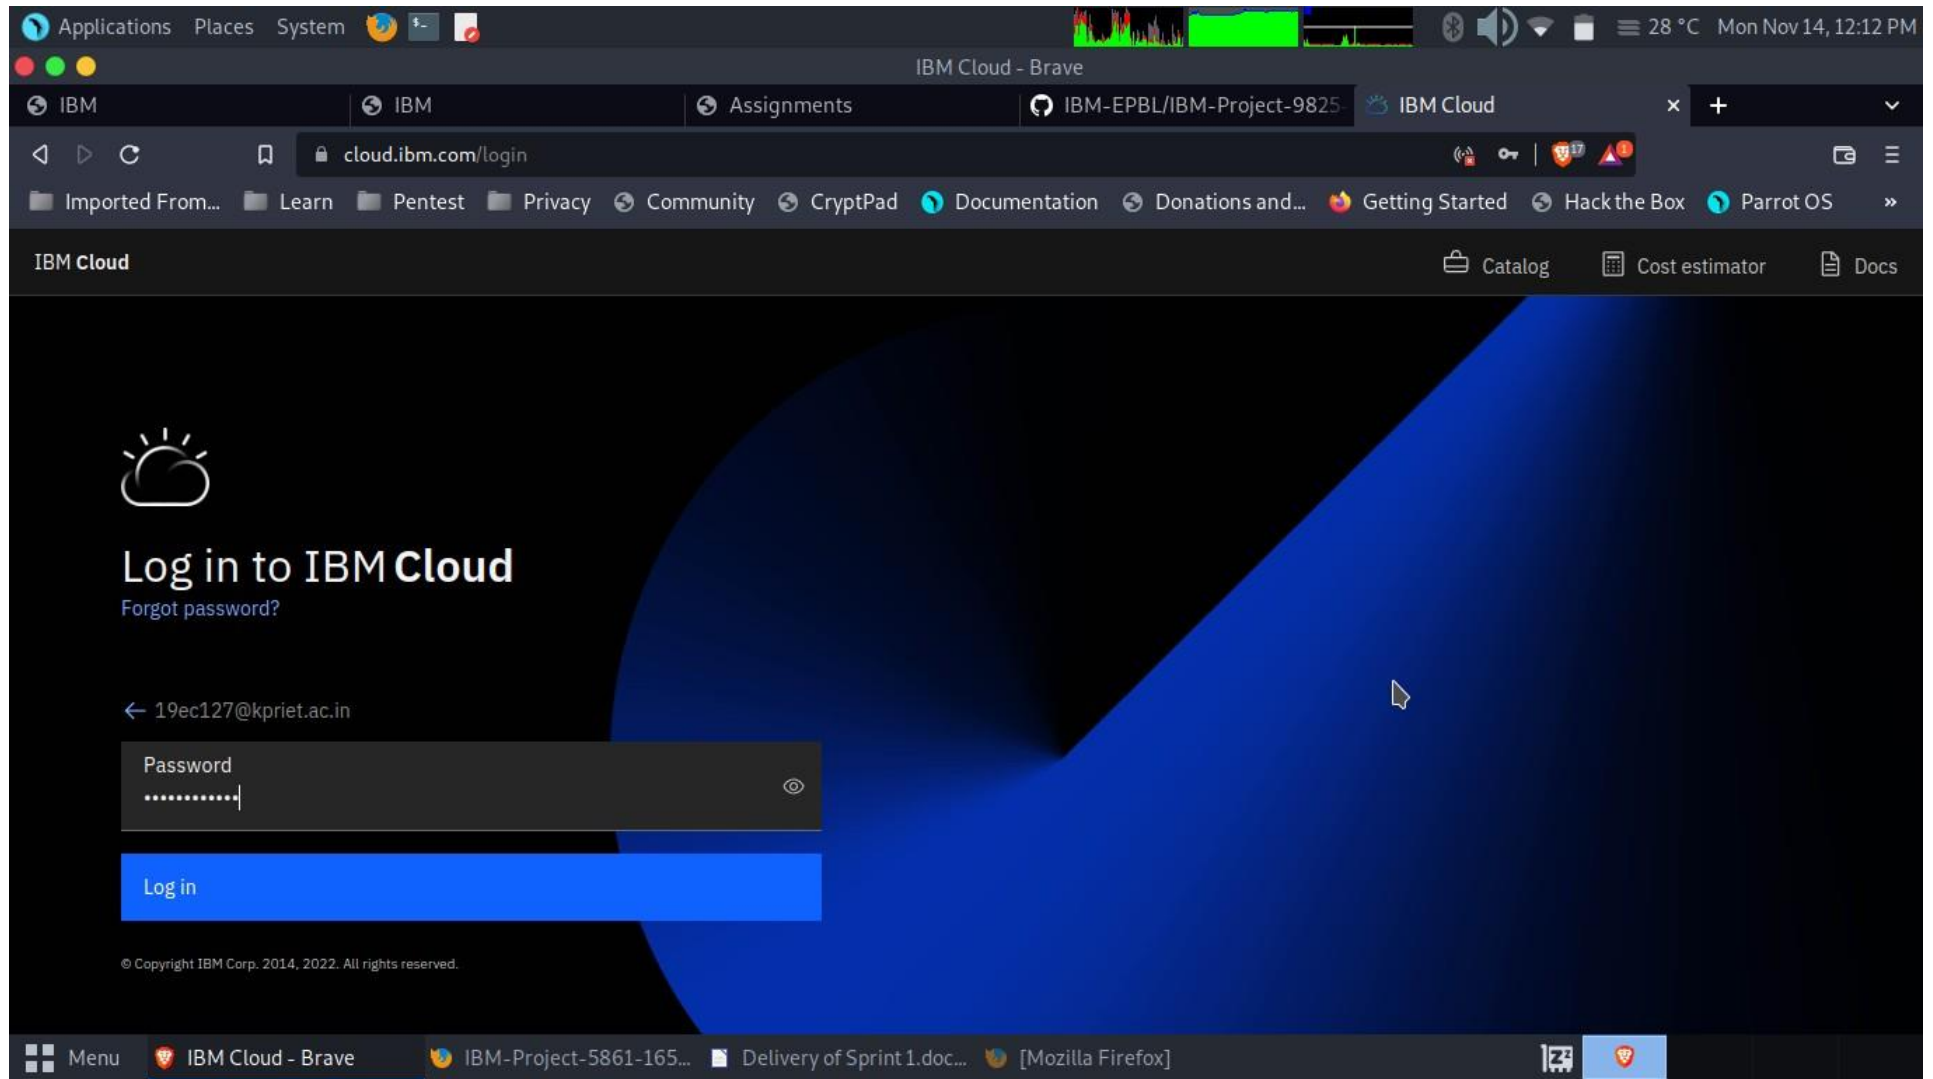 Applications Places System 28 °C Mon Nov 14, 12:12 PM
IBM Cloud - Brave
IBM IBM Assignments IBM-EPBL/IBM-Project-9825- IBM Cloud
cloud.ibm.com/login 17 1
Imported From... Learn Pentest Privacy Community CryptPad Documentation Donations and... Getting Started Hack the Box Parrot OS »
IBM Cloud Catalog Cost estimator Docs
Log in to IBM Cloud
Forgot password?
← 19ec127@kpriet.ac.in
Password
••••••••••••
Log in
© Copyright IBM Corp. 2014, 2022. All rights reserved.
Menu IBM Cloud - Brave IBM-Project-5861-165... Delivery of Sprint 1.doc... [Mozilla Firefox]